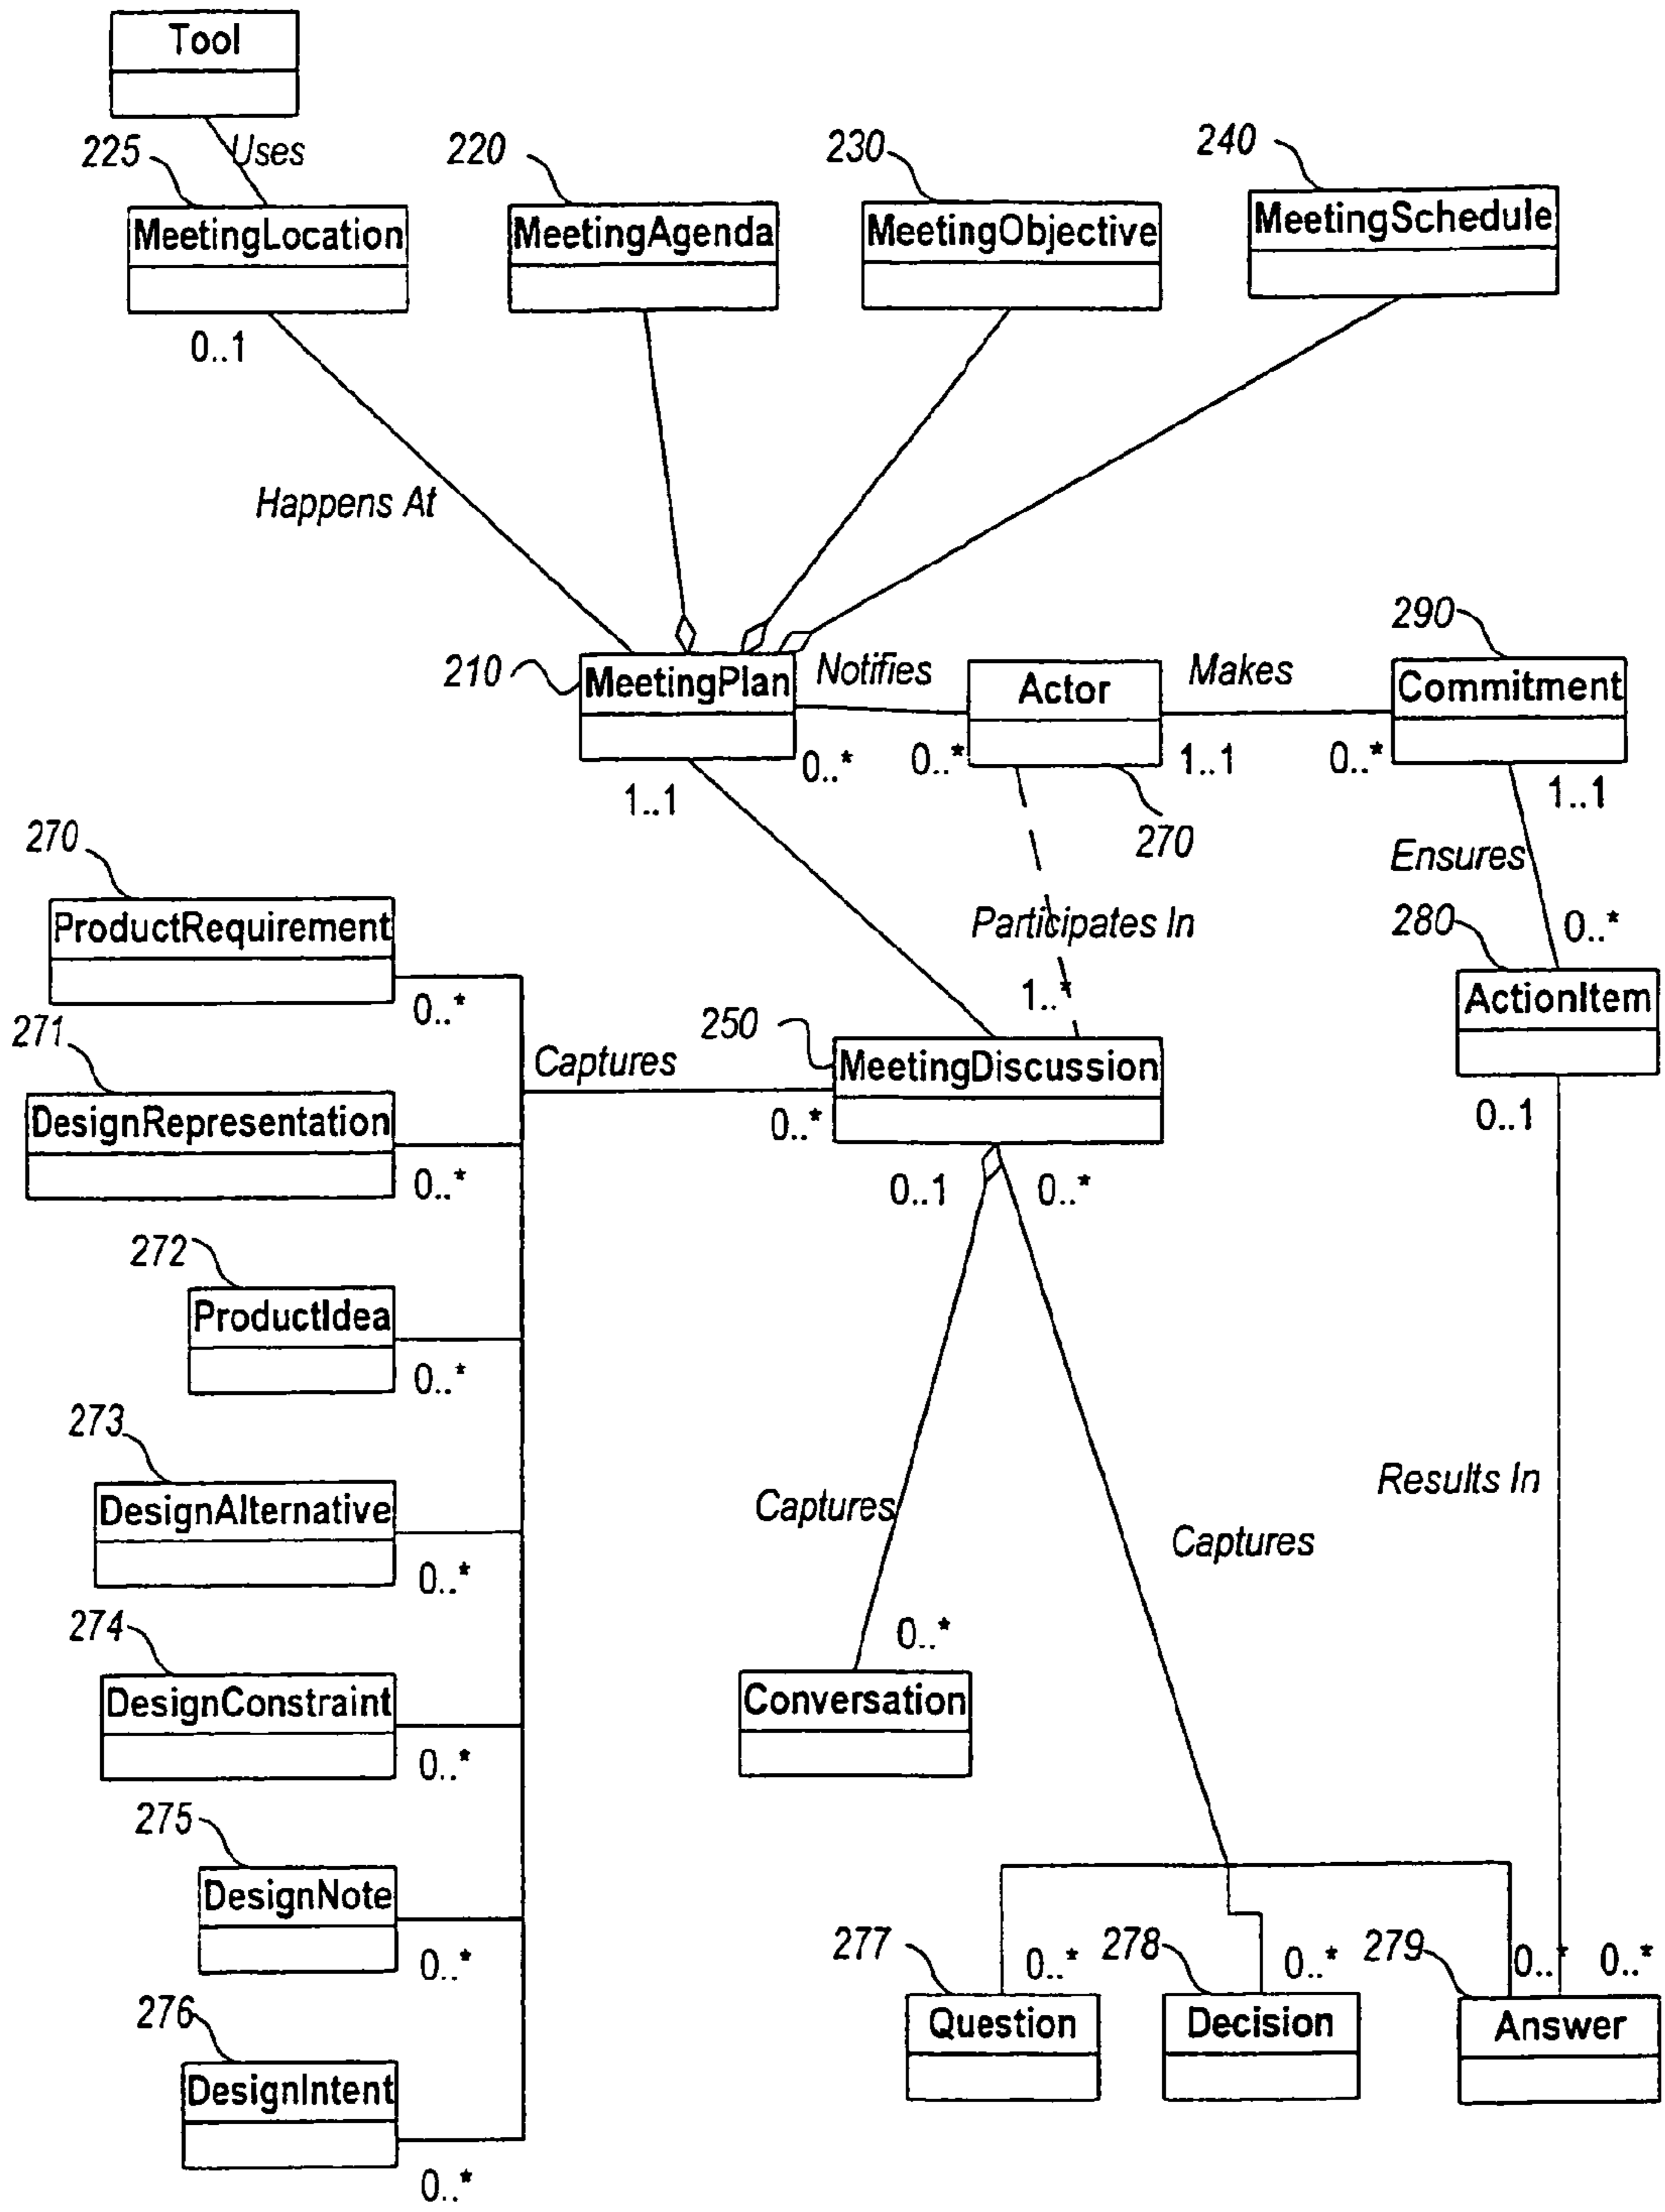 Tool
225
Uses
220
230
240
MeetingLocation
MeetingAgenda
MeetingObjective
MeetingSchedule
0..1
Happens At
290
210
MeetingPlan
Notifies
Actor
Makes
Commitment
0..*
0..*
1..1
0..*
1..1
1..1
270
270
Ensures
ProductRequirement
Participates In
280
0..*
0..*
1..*
ActionItem
271
250
Captures
MeetingDiscussion
DesignRepresentation
0..*
0..1
0..*
0..1
0..*
272
ProductIdea
0..*
273
Results In
DesignAlternative
Captures
Captures
0..*
274
0..*
DesignConstraint
Conversation
0..*
275
DesignNote
277
0..*
278
0..*
279
0..*
0..*
0..*
276
Question
Decision
Answer
DesignIntent
0..*